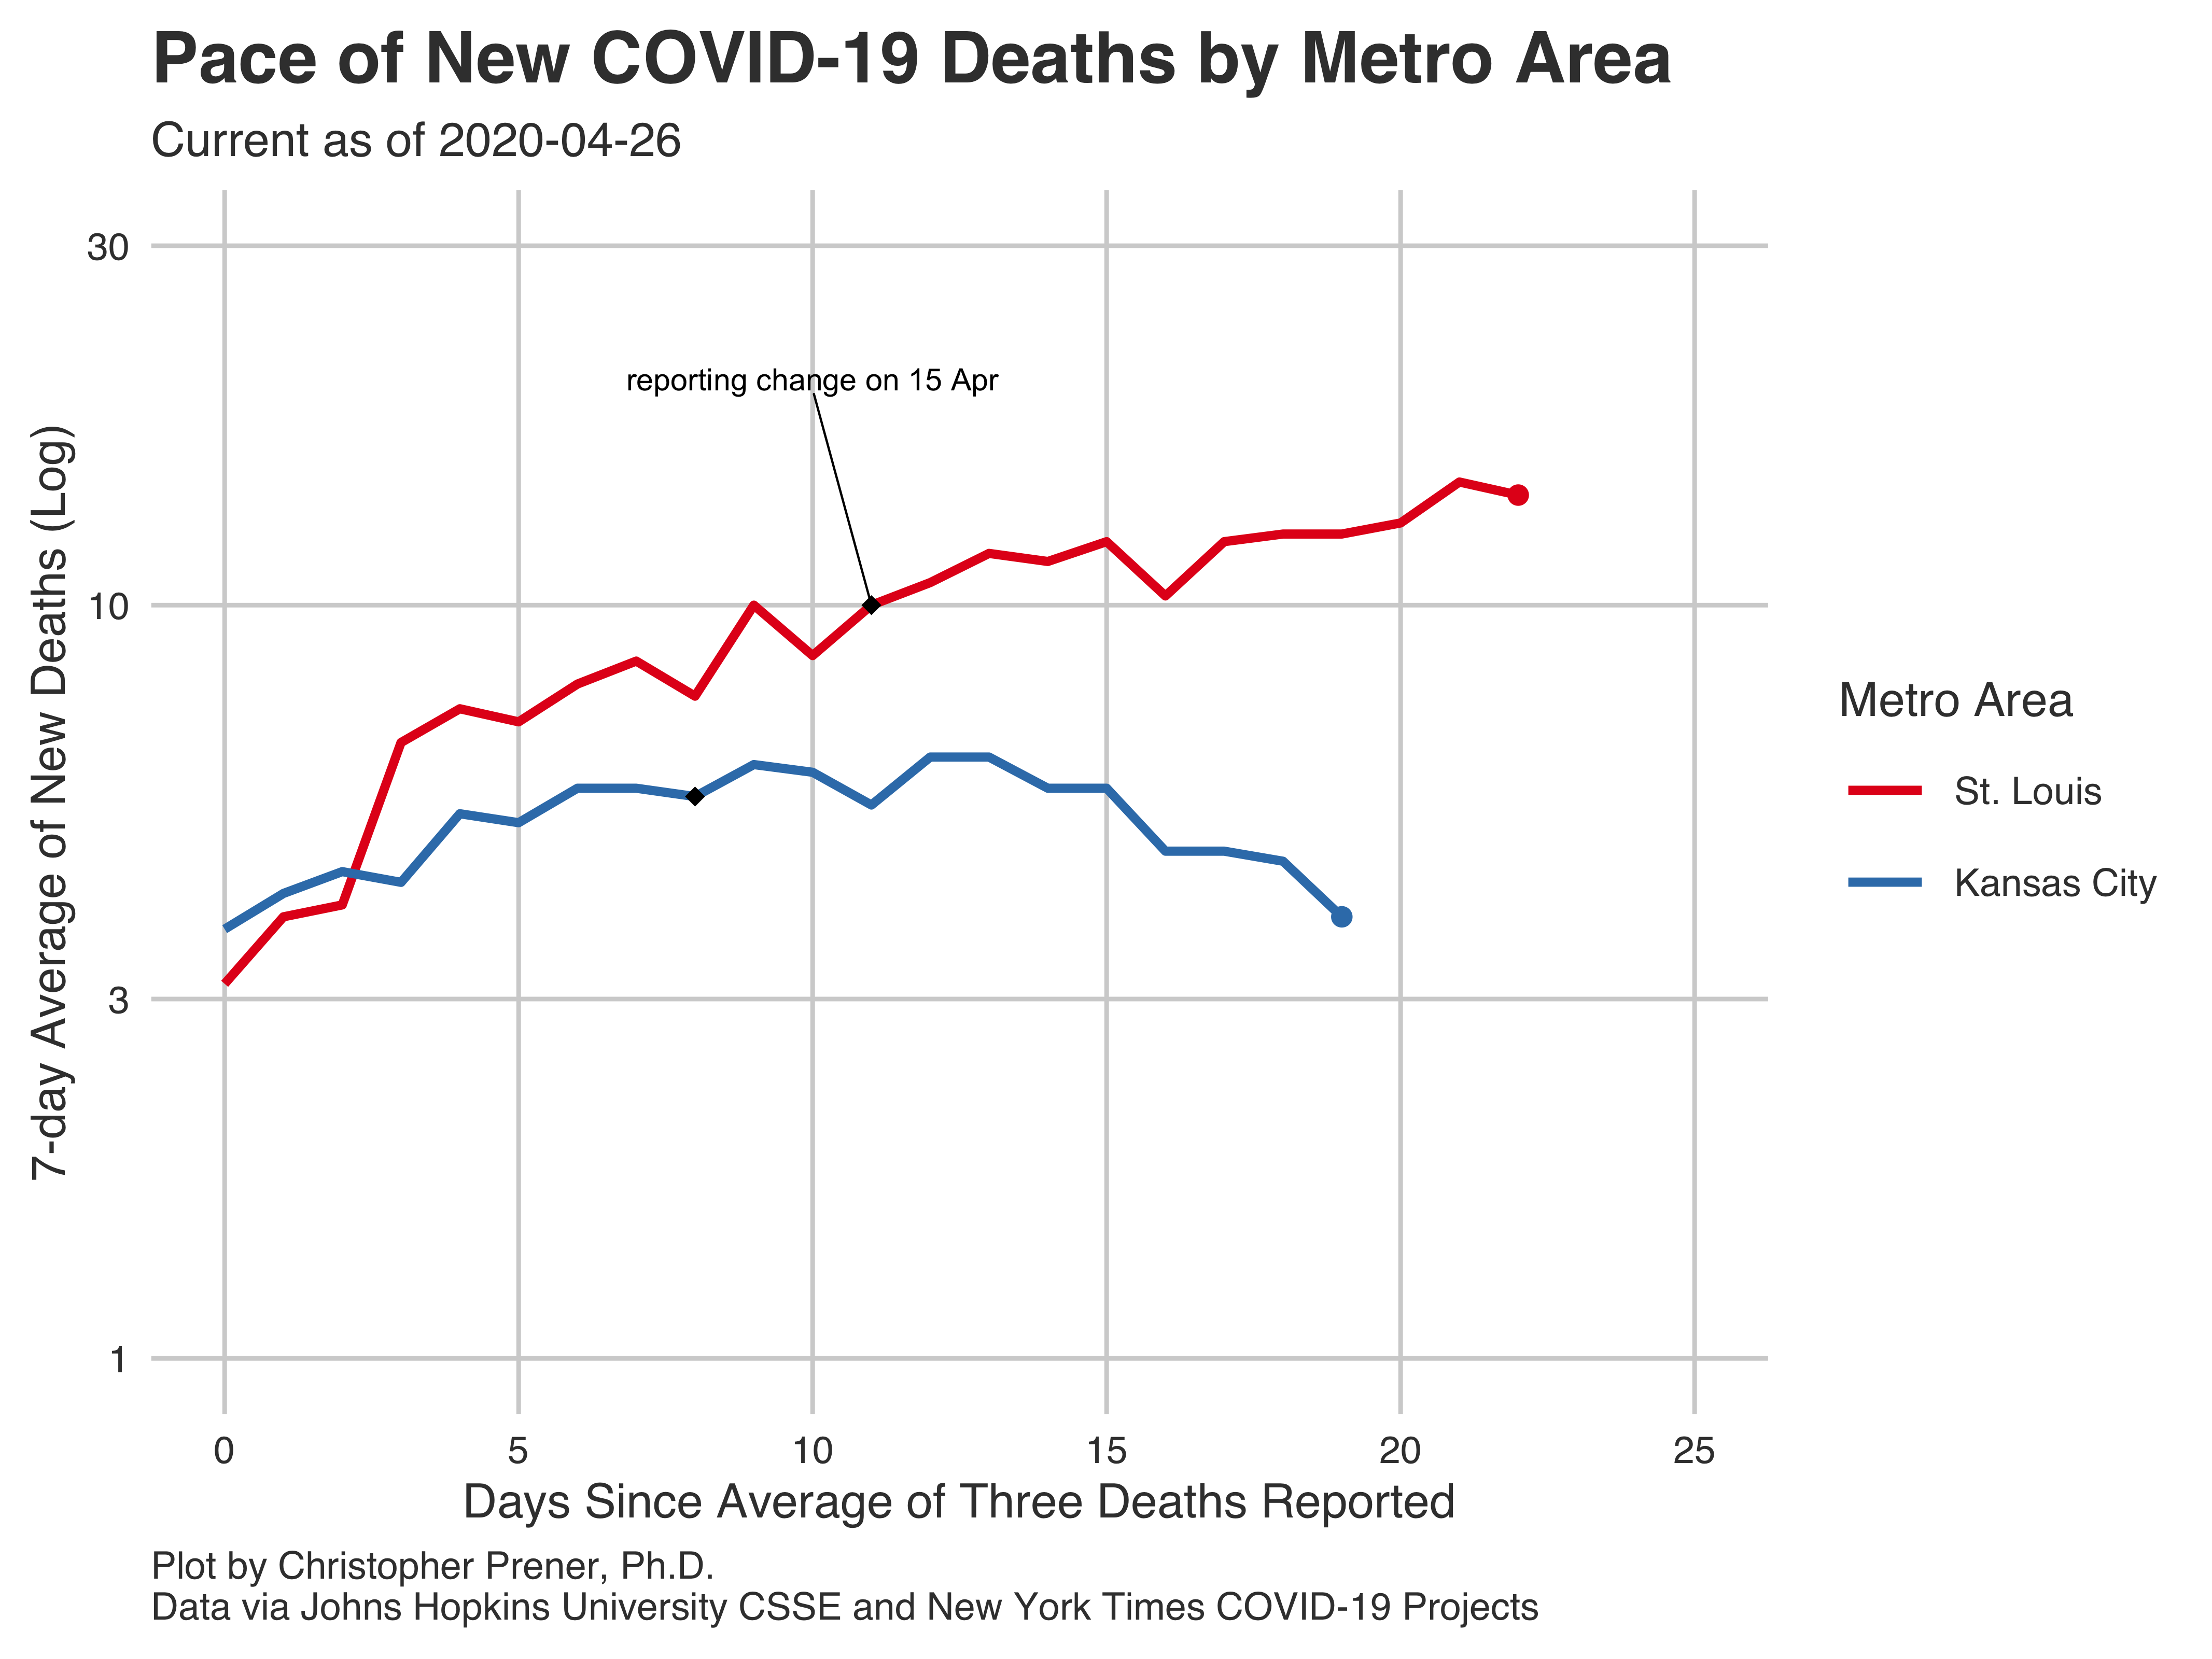 Pace of New COVID-19 Deaths by Metro Area
Current as of 2020-04-26
7-day Average of New Deaths (Log)
30
10
3
1
reporting change on 15 Apr
0
5
10
15
20
25
Days Since Average of Three Deaths Reported
Metro Area
St. Louis
Kansas City
Plot by Christopher Prener, Ph.D.
Data via Johns Hopkins University CSSE and New York Times COVID-19 Projects